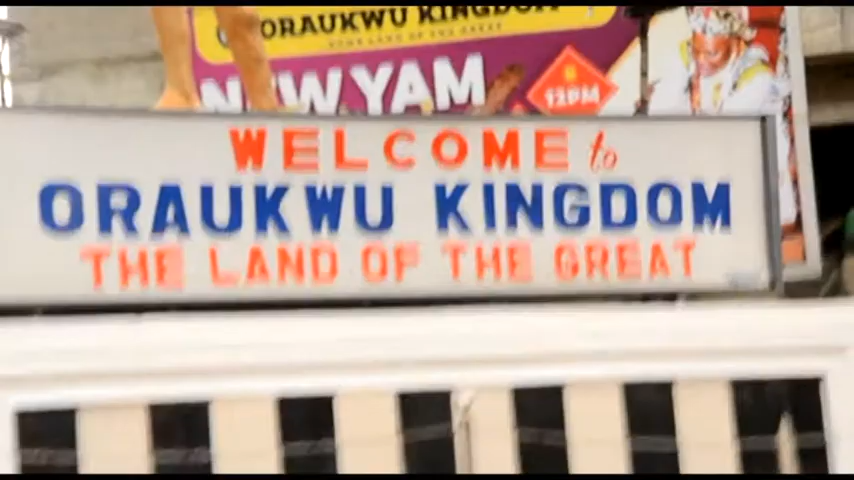 ORAUKWU KINGDOM
NEW YAM
12PM
WELCOME to
ORAUKWU KINGDOM
THE LAND OF THE GREAT